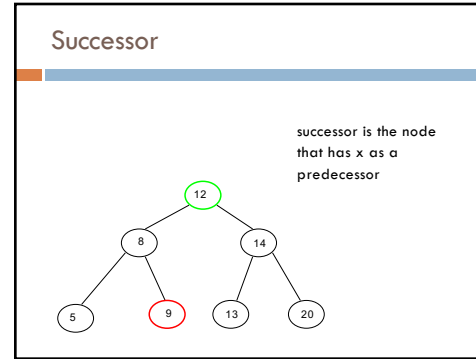 Successor
successor is the node
that has x as a
predecessor
12
8
14
5
9
13
20